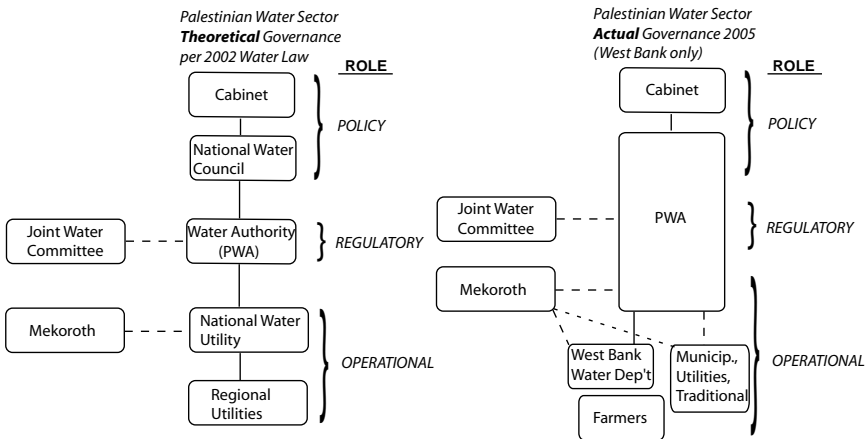 Palestinian Water Sector
Theoretical Governance
per 2002 Water Law
ROLE
Cabinet
POLICY
National Water
Council
Joint Water
Committee
Water Authority
(PWA)
REGULATORY
Mekoroth
National Water
Utility
OPERATIONAL
Regional
Utilities
Palestinian Water Sector
Actual Governance 2005
(West Bank only)
ROLE
Cabinet
POLICY
PWA
Joint Water
Committee
REGULATORY
Mekoroth
West Bank
Water Dep't
Municip.,
Utilities,
Traditional
OPERATIONAL
Farmers